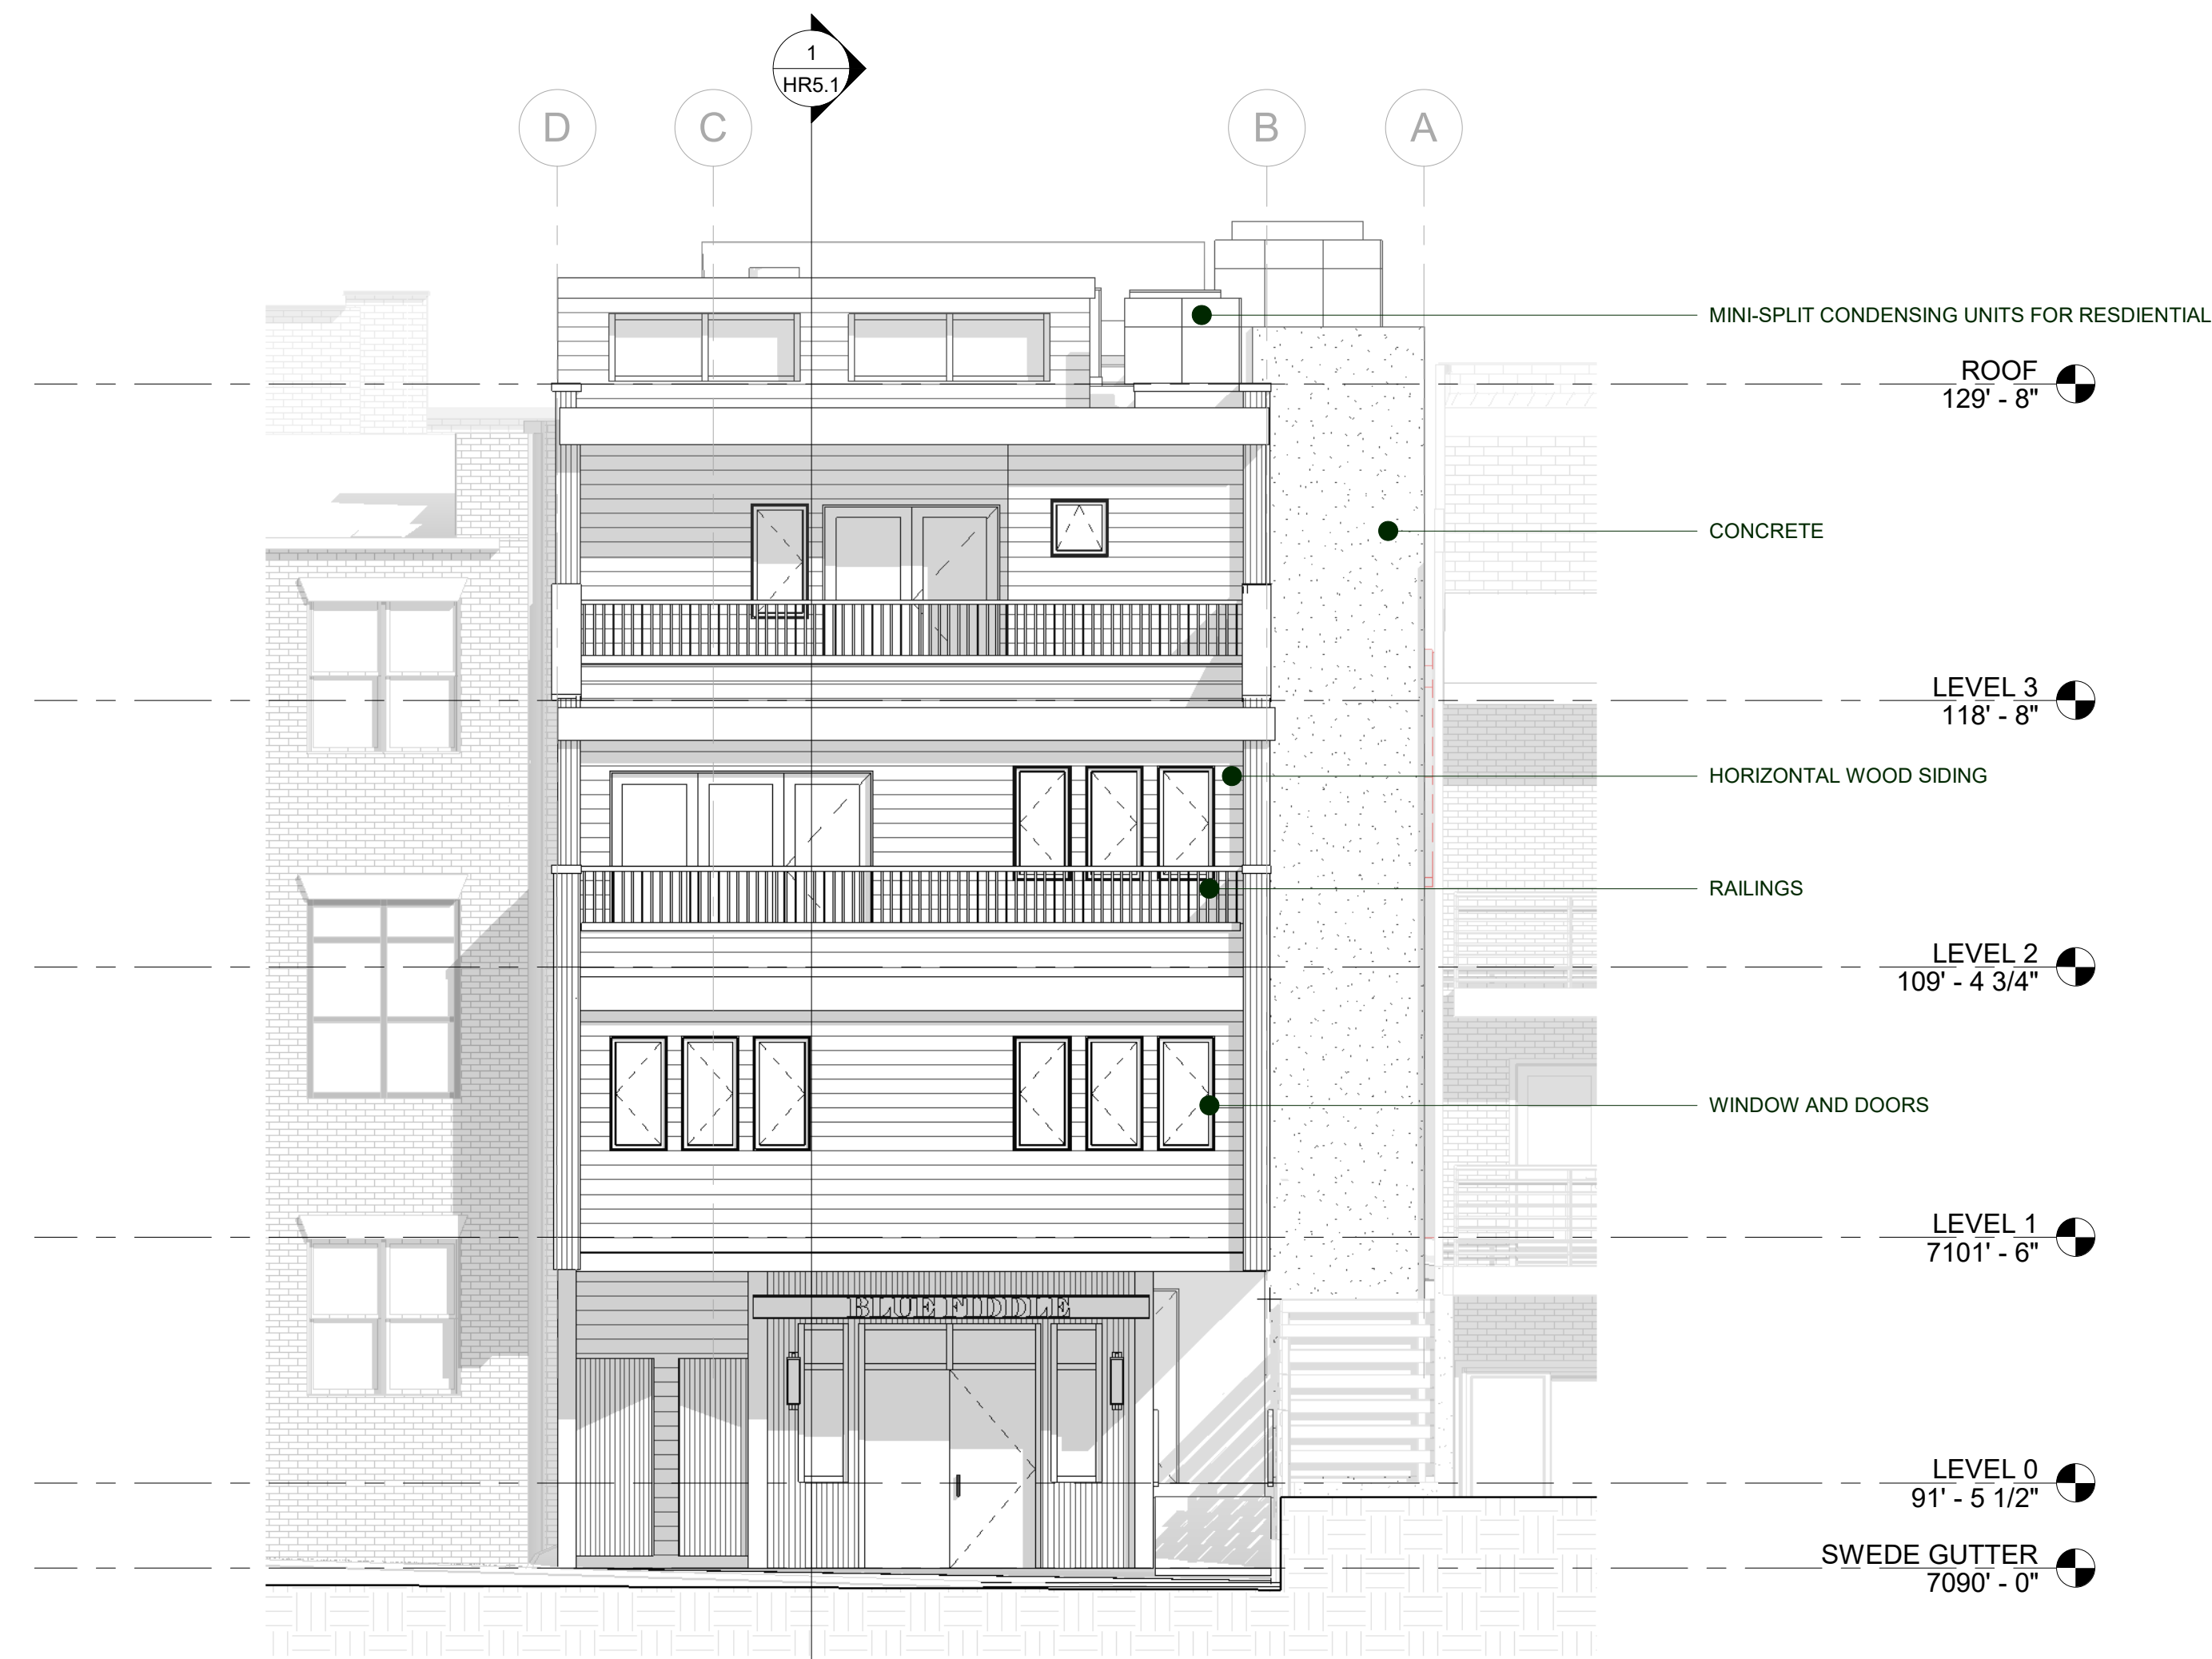 1
HR5.1
D
C
B
A
MINI-SPLIT CONDENSING UNITS FOR RESDIENTIAL
ROOF
129' - 8"
CONCRETE
LEVEL 3
118' - 8"
HORIZONTAL WOOD SIDING
RAILINGS
LEVEL 2
109' - 4 3/4"
WINDOW AND DOORS
LEVEL 1
7101' - 6"
BLUE FIDDLE
LEVEL 0
91' - 5 1/2"
SWEDE GUTTER
7090' - 0"